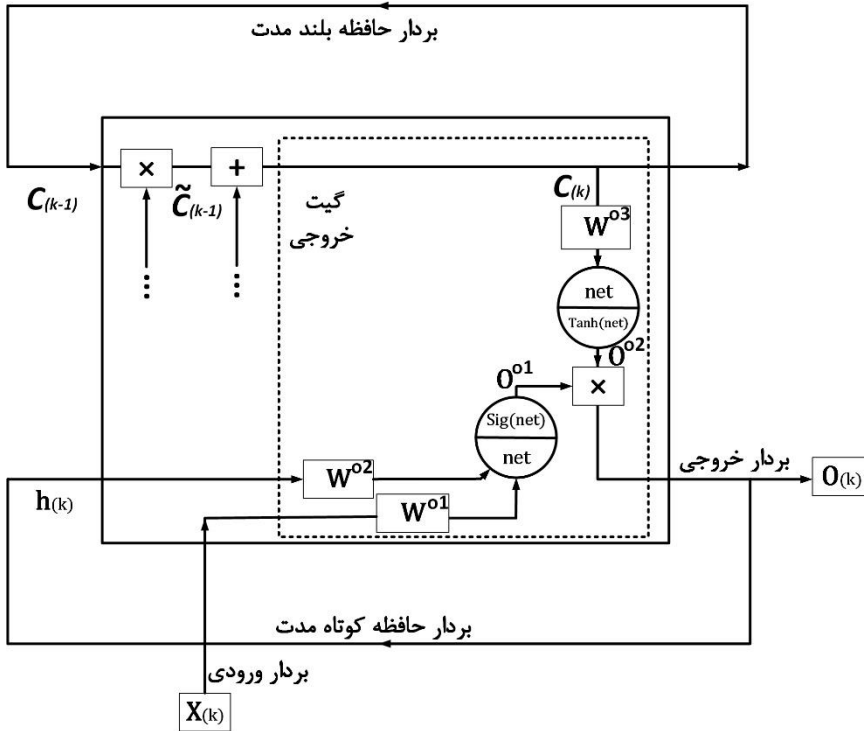 بردار حافظه بلند مدت
×
+
C(k-1)
C̃(k-1)
گیت
خروجی
C(k)
W^o3
⋮
⋮
net
Tanh(net)
O^o2
O^o1
×
Sig(net)
net
بردار خروجی
O(k)
W^o2
h(k)
W^o1
بردار حافظه کوتاه مدت
بردار ورودی
X(k)